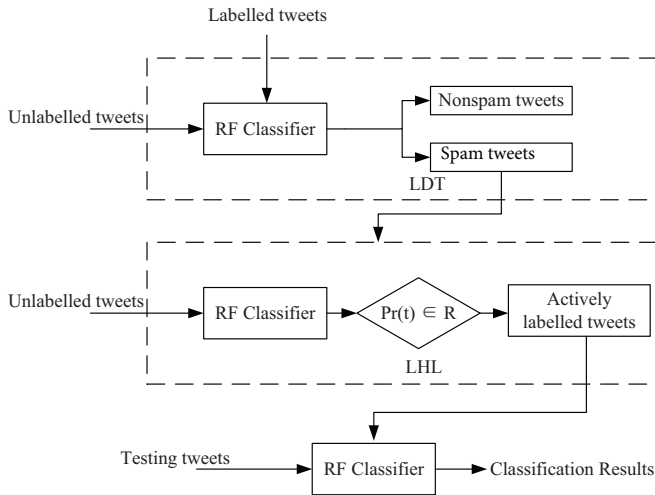 Labelled tweets
Unlabelled tweets
RF Classifier
Nonspam tweets
Spam tweets
LDT
Unlabelled tweets
RF Classifier
Pr(t) ∈ R
Actively
labelled tweets
LHL
Testing tweets
RF Classifier
Classification Results